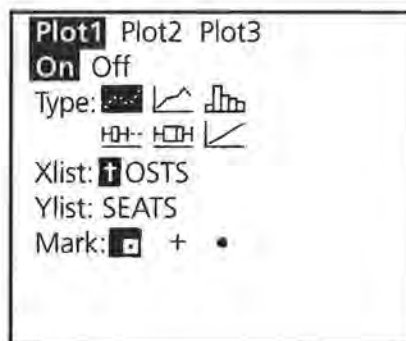 Plot1 Plot2 Plot3
On Off
Type:
Xlist: †OSTS
Ylist: SEATS
Mark: + •